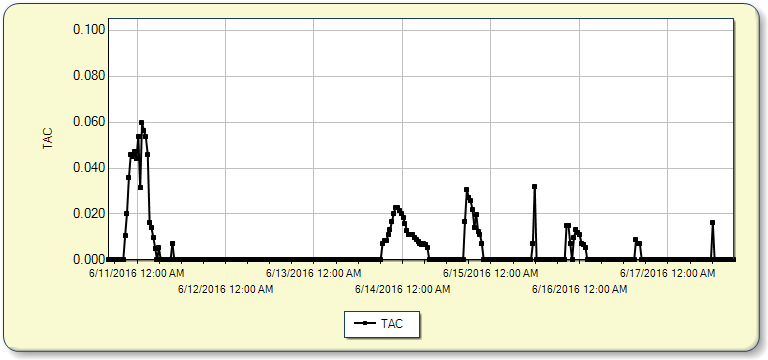 0.100
0.080
0.060
0.040
0.020
0.000
TAC
6/11/2016 12:00 AM
6/12/2016 12:00 AM
6/13/2016 12:00 AM
6/14/2016 12:00 AM
6/15/2016 12:00 AM
6/16/2016 12:00 AM
6/17/2016 12:00 AM
TAC